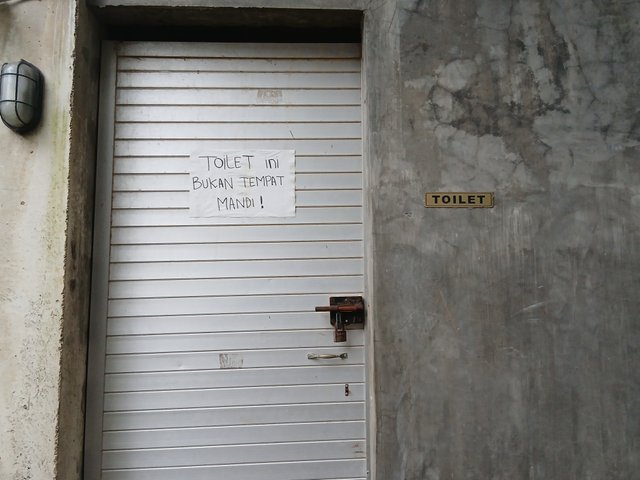 TOILET ini
BUKAN TEMPAT
MANDI !
TOILET